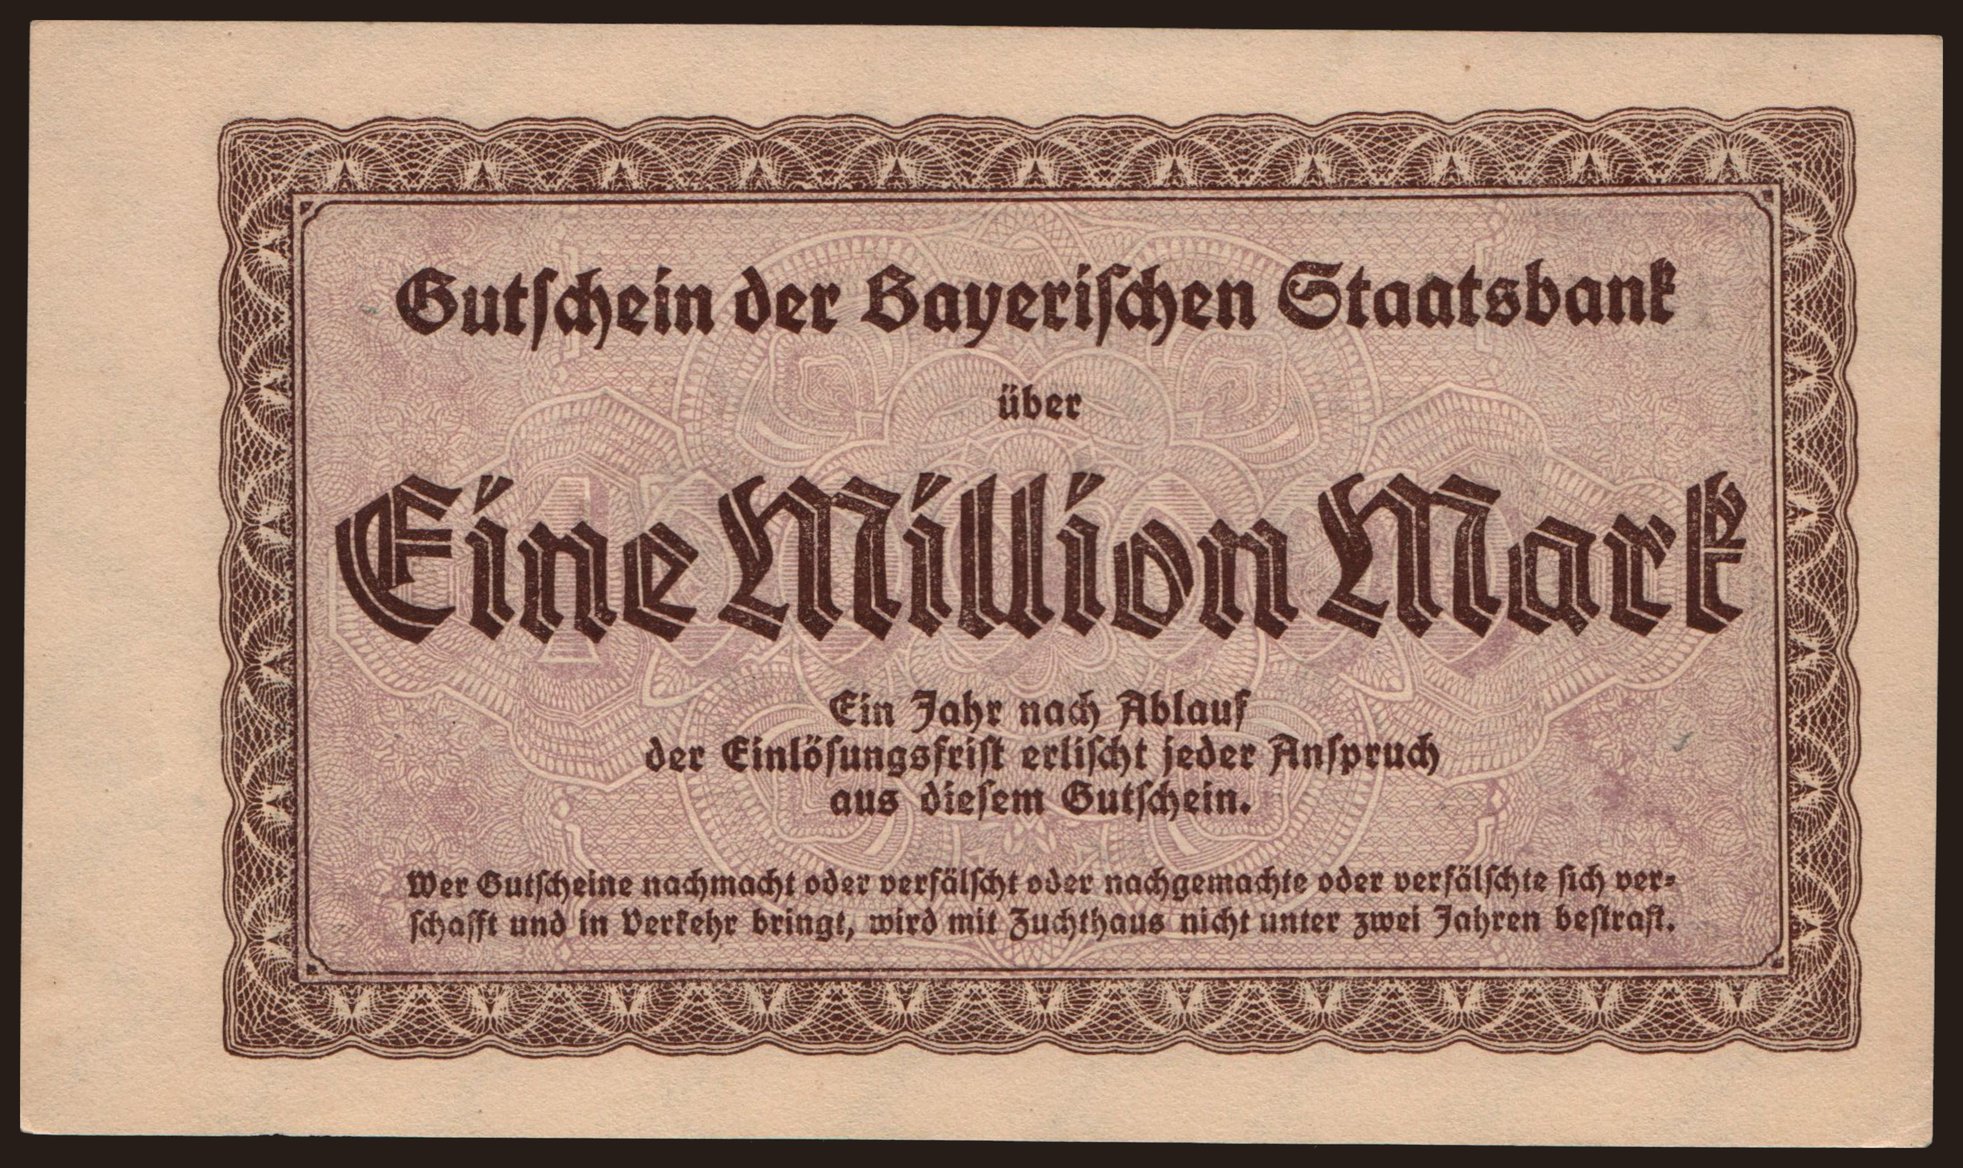 Gutschein der Bayerischen Staatsbank
über
Eine Million Mark
Ein Jahr nach Ablauf
der Einlösungsfrist erlischt jeder Anspruch
aus diesem Gutschein.
Wer Gutscheine nachmacht oder verfälscht oder nachgemachte oder verfälschte sich ver-
schafft und in Verkehr bringt, wird mit Zuchthaus nicht unter zwei Jahren bestraft.